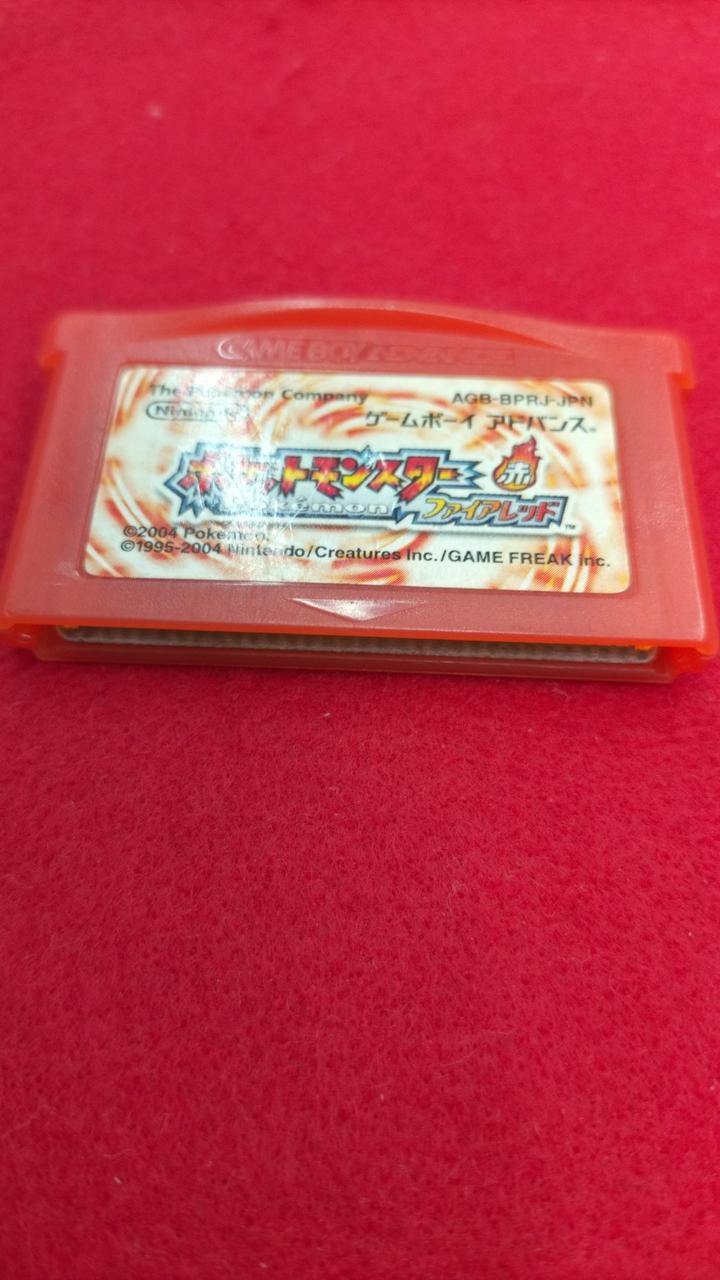 GAME BOY ADVANCE
The Pokémon Company
AGB-BPRJ-JPN
Nintendo
ゲームボーイ アドバンス®
ポケットモンスター
赤
Pokémon
ファイアレッド
TM
©2004 Pokémon.
©1995-2004 Nintendo/Creatures Inc./GAME FREAK inc.